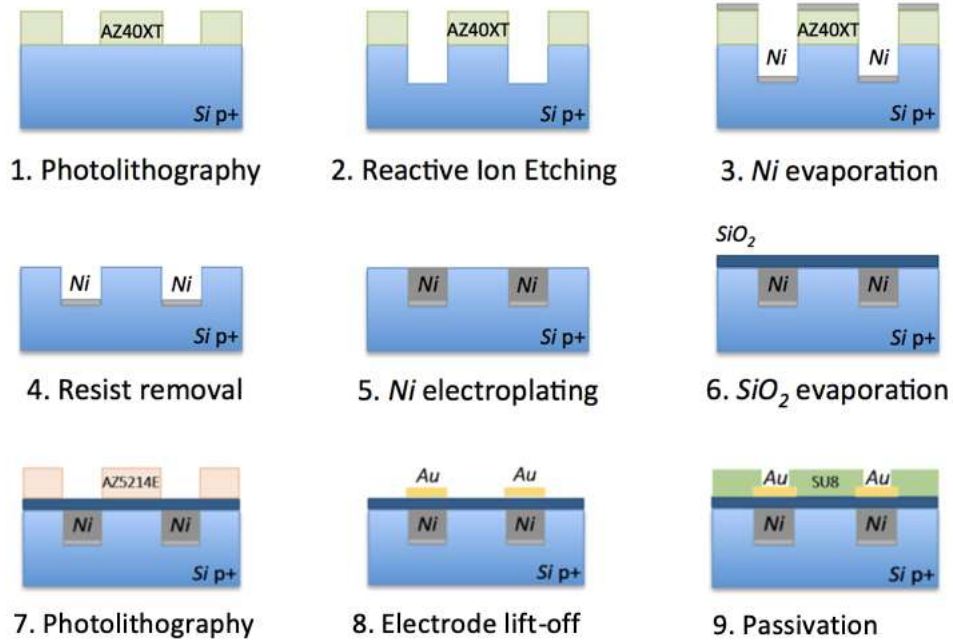 AZ40XT
Si p+
1. Photolithography
AZ40XT
2. Reactive Ion Etching
AZ40XT
Ni Ni
Si p+
3. Ni evaporation
Ni Ni
Si p+
4. Resist removal
Ni Ni
Si p+
5. Ni electroplating
SiO2
Ni Ni
Si p+
6. SiO2 evaporation
AZ5214E
Ni Ni
Si p+
7. Photolithography
Au Au
Ni Ni
Si p+
8. Electrode lift-off
Au SU8 Au
Ni Ni
Si p+
9. Passivation